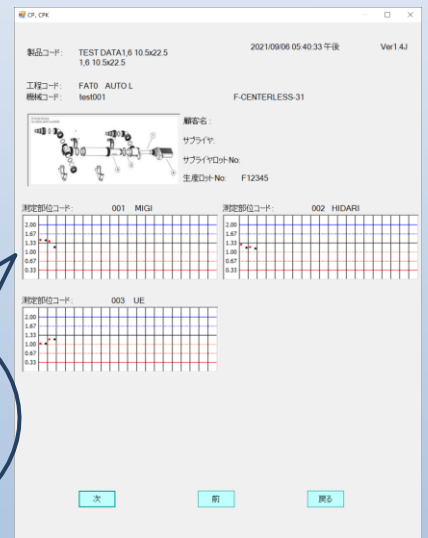 CP, CPK
製品コード: TEST DATA1,6 10.5x22.5
1,6 10.5x22.5
2021/09/06 05:40:33 午後 Ver1.4J
工程コード: FAT0 AUTO L
機械コード: test001 F-CENTERLESS-31
顧客名:
サプライヤ:
サプライヤロットNo:
生産ロットNo: F12345
測定部位コード: 001 MIGI
測定部位コード: 002 HIDARI
2.00
1.67
1.33
1.00
0.67
0.33
2.00
1.67
1.33
1.00
0.67
0.33
測定部位コード: 003 UE
2.00
1.67
1.33
1.00
0.67
0.33
次 前 戻る